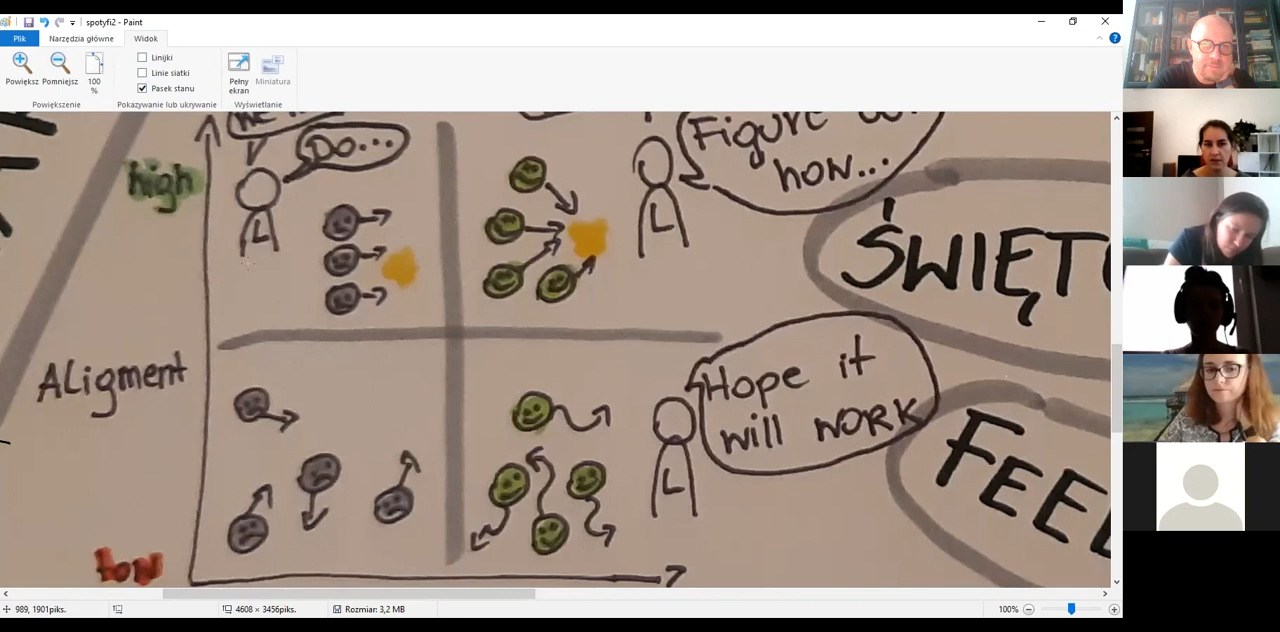 spotyfi2 - Paint
Plik
Narzędzia główne
Widok
Powiększ
Pomniejsz
100
%
Linijki
Linie siatki
Pasek stanu
Pełny
ekran
Miniatura
Powiększenie
Pokazywanie lub ukrywanie
Wyświetlanie
high
Do...
L
Figure
how...
L
ŚWIĘT
ALigment
Hope it
will work
L
FEE
low
989, 1901piks.
4608 × 3456piks.
Rozmiar: 3,2 MB
100%